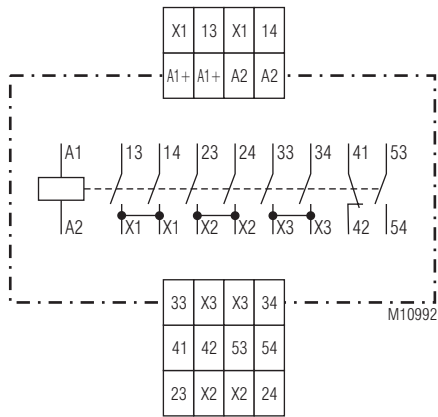 X1 13 X1 14
A1+ A1+ A2 A2
A1 13 14 23 24 33 34 41 53
A2 X1 X1 X2 X2 X3 X3 42 54
33 X3 X3 34
M10992
41 42 53 54
23 X2 X2 24